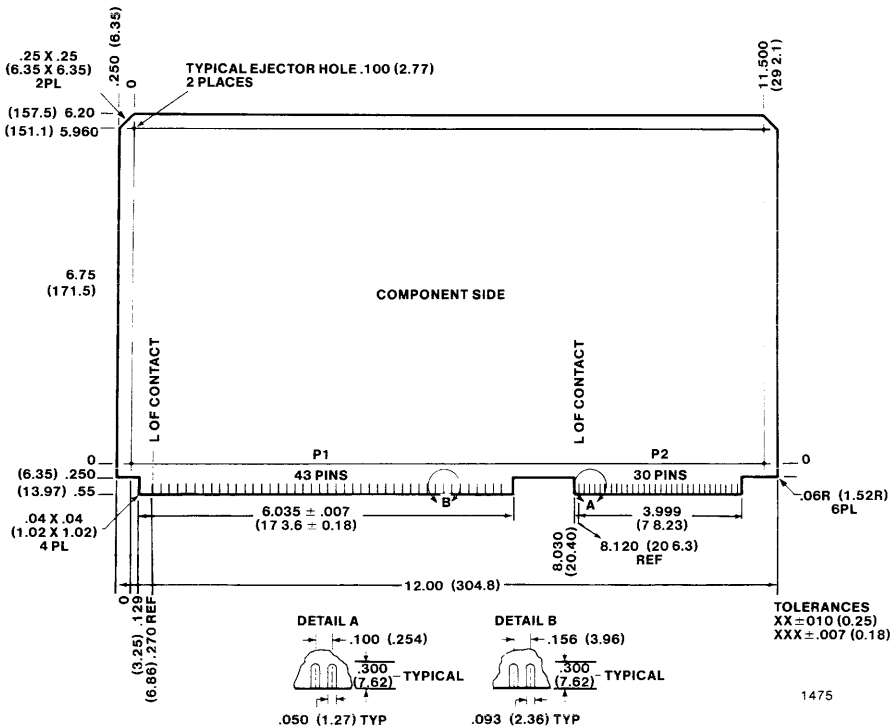 .25 X .25
(6.35 X 6.35)
2PL
.250 (6.35)
0
TYPICAL EJECTOR HOLE .100 (2.77)
2 PLACES
11.500
(29 2.1)
(157.5) 6.20
(151.1) 5.960
6.75
(171.5)
COMPONENT SIDE
L OF CONTACT
L OF CONTACT
0
P1
P2
0
(6.35) .250
43 PINS
30 PINS
(13.97) .55
B
A
.06R (1.52R)
6PL
.04 X .04
(1.02 X 1.02)
4 PL
6.035 ± .007
(17 3.6 ± 0.18)
3.999
(7 8.23)
8.030
(20.40)
8.120 (20 6.3)
REF
12.00 (304.8)
0
(3.25) .129
(6.86) .270 REF
TOLERANCES
XX ± 010 (0.25)
XXX ± .007 (0.18)
DETAIL A
DETAIL B
.100 (.254)
.156 (3.96)
.300
(7.62)
TYPICAL
.300
(7.62)
TYPICAL
.050 (1.27) TYP
.093 (2.36) TYP
1475